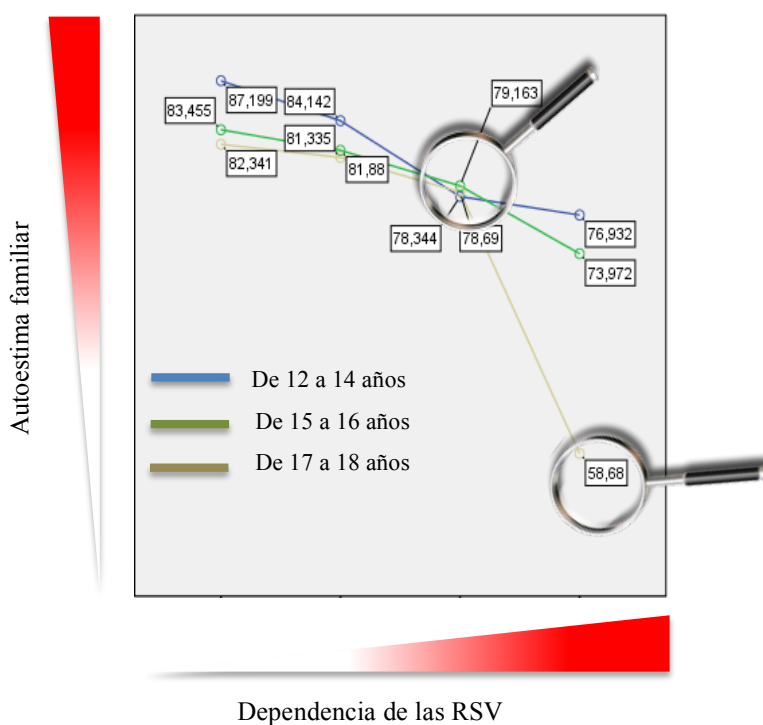 79,163
87,199
84,142
83,455
81,335
82,341
81,88
78,344
78,69
76,932
73,972
Autoestima familiar
De 12 a 14 años
De 15 a 16 años
De 17 a 18 años
58,68
Dependencia de las RSV